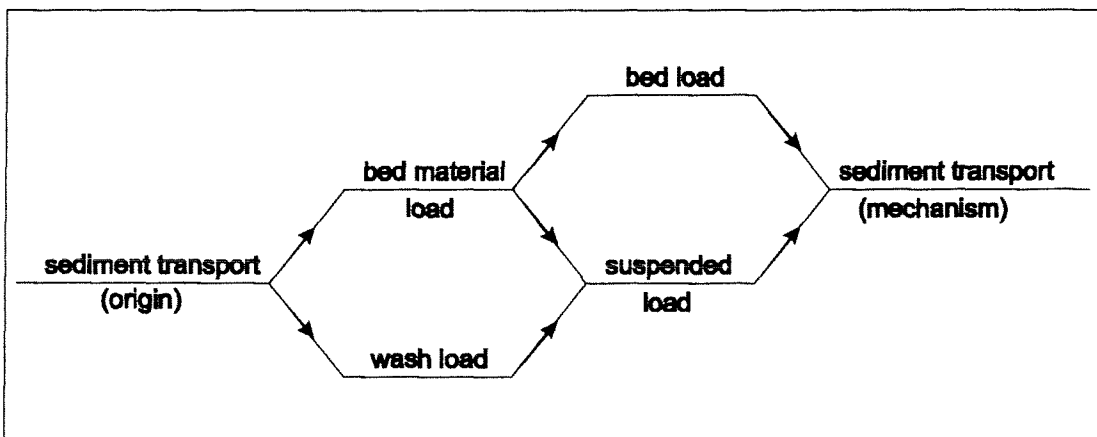 bed load
bed material
load
sediment transport
(mechanism)
sediment transport
(origin)
suspended
load
wash load